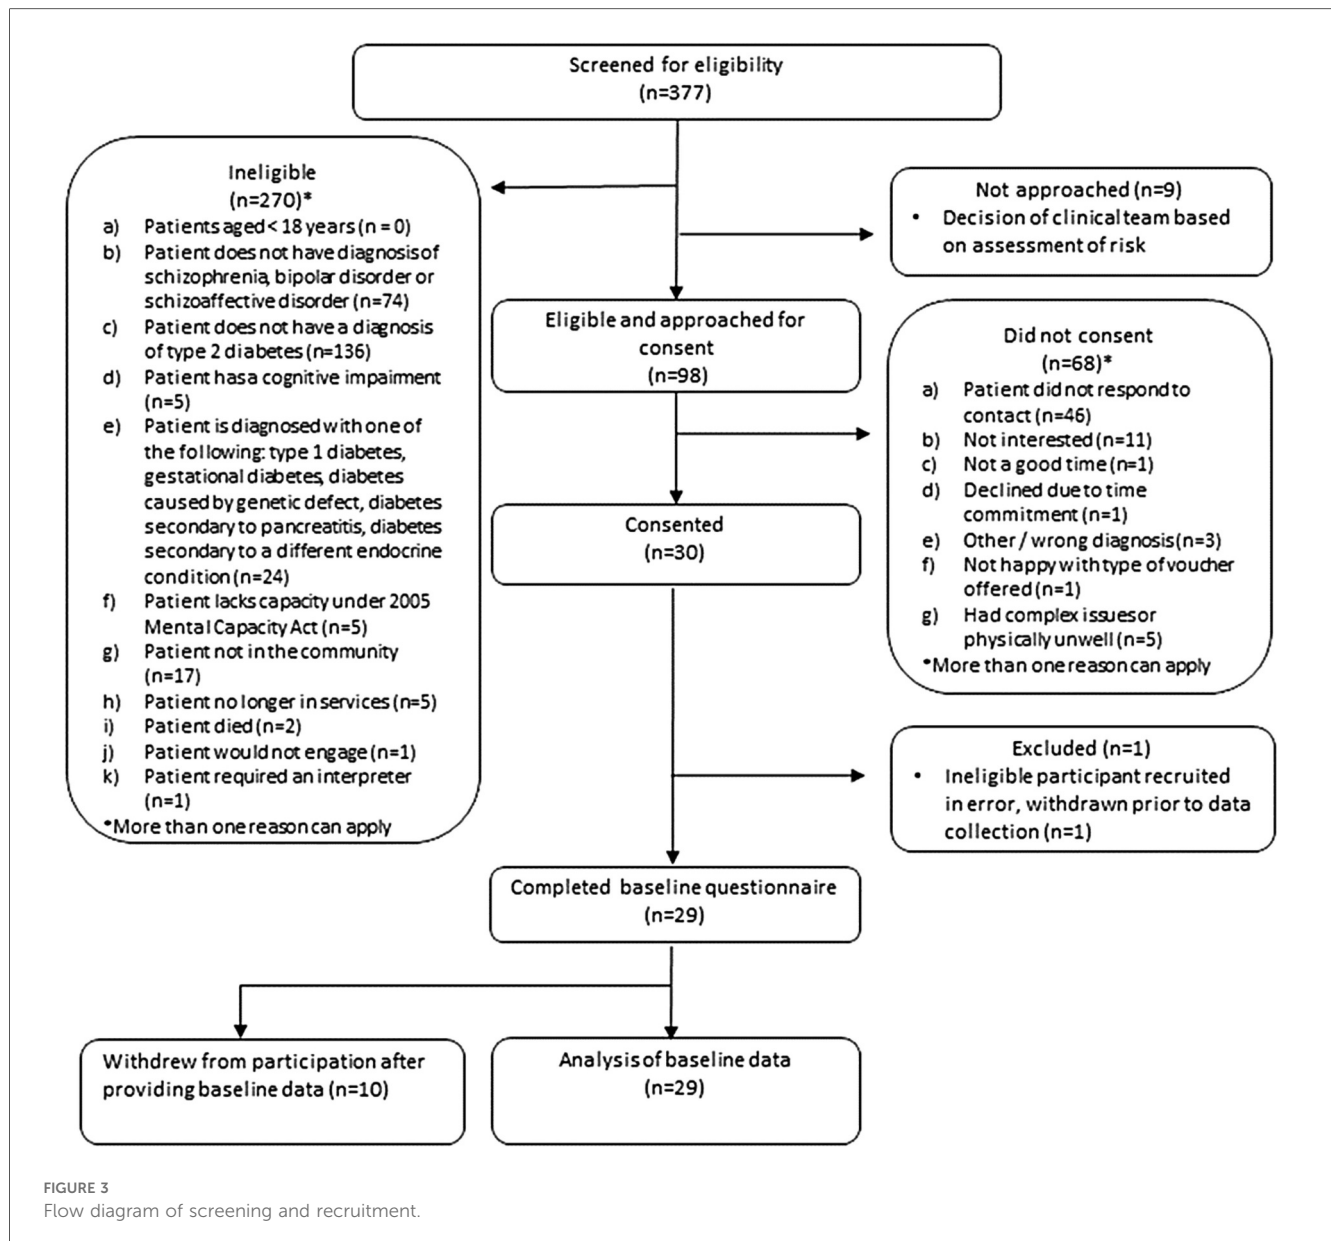 Screened for eligibility
(n=377)
Ineligible
(n=270)*
a) Patients aged < 18 years (n = 0)
b) Patient does not have diagnosis of
schizophrenia, bipolar disorder or
schizoaffective disorder (n=74)
c) Patient does not have a diagnosis
of type 2 diabetes (n=136)
d) Patient has a cognitive impairment
(n=5)
e) Patient is diagnosed with one of
the following: type 1 diabetes,
gestational diabetes, diabetes
caused by genetic defect, diabetes
secondary to pancreatitis, diabetes
secondary to a different endocrine
condition (n=24)
f) Patient lacks capacity under 2005
Mental Capacity Act (n=5)
g) Patient not in the community
(n=17)
h) Patient no longer in services (n=5)
i) Patient died (n=2)
j) Patient would not engage (n=1)
k) Patient required an interpreter
(n=1)
*More than one reason can apply
Not approached (n=9)
• Decision of clinical team based
on assessment of risk
Eligible and approached for
consent
(n=98)
Did not consent
(n=68)*
a) Patient did not respond to
contact (n=46)
b) Not interested (n=11)
c) Not a good time (n=1)
d) Declined due to time
commitment (n=1)
e) Other / wrong diagnosis (n=3)
f) Not happy with type of voucher
offered (n=1)
g) Had complex issues or
physically unwell (n=5)
*More than one reason can apply
Consented
(n=30)
Excluded (n=1)
• Ineligible participant recruited
in error, withdrawn prior to data
collection (n=1)
Completed baseline questionnaire
(n=29)
Withdrew from participation after
providing baseline data (n=10)
Analysis of baseline data
(n=29)
FIGURE 3
Flow diagram of screening and recruitment.